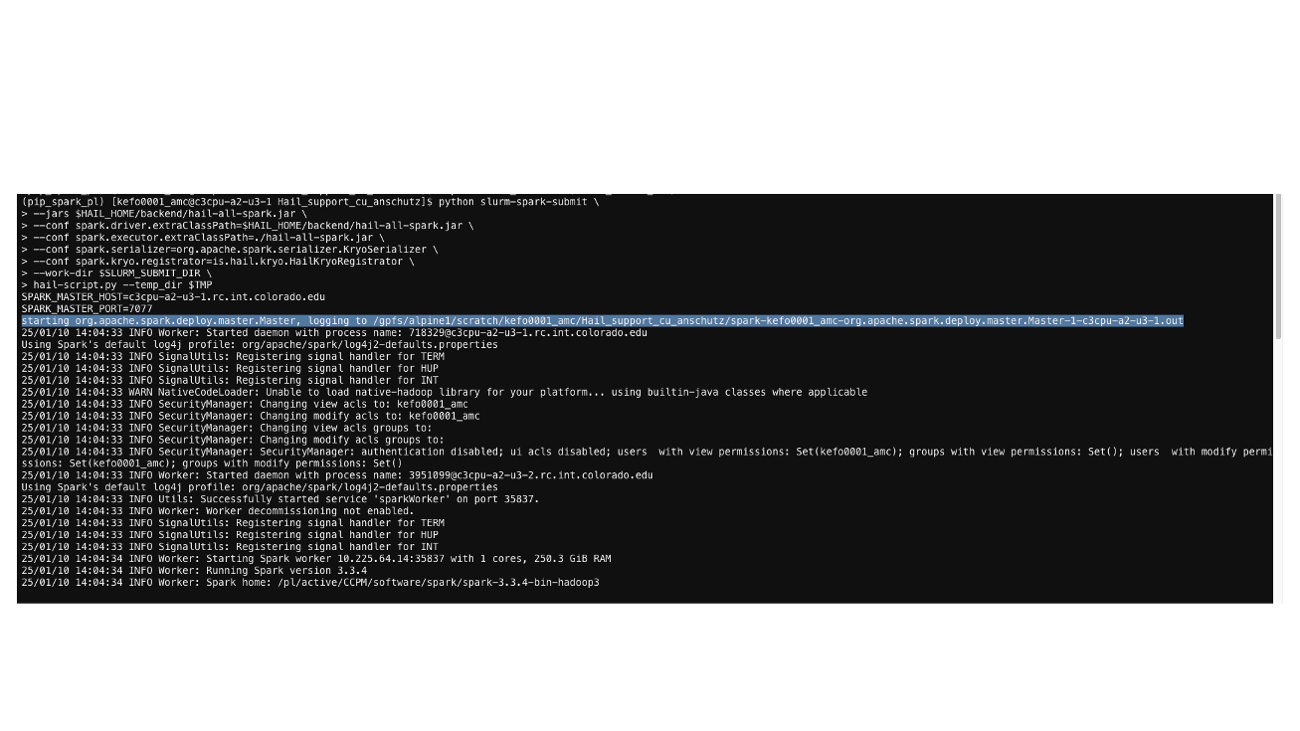 (pip_spark_pl) [kefo0001_amc@c3cpu-a2-u3-1 Hail_support_cu_anschutz]$ python slurm-spark-submit \
> --jars $HAIL_HOME/backend/hail-all-spark.jar \
> --conf spark.driver.extraClassPath=$HAIL_HOME/backend/hail-all-spark.jar \
> --conf spark.executor.extraClassPath=./hail-all-spark.jar \
> --conf spark.serializer=org.apache.spark.serializer.KryoSerializer \
> --conf spark.kryo.registrator=is.hail.kryo.HailKryoRegistrator \
> --work-dir $SLURM_SUBMIT_DIR \
> hail-script.py --temp_dir $TMP
SPARK_MASTER_HOST=c3cpu-a2-u3-1.rc.int.colorado.edu
SPARK_MASTER_PORT=7077
starting org.apache.spark.deploy.master.Master, logging to /gpfs/alpine1/scratch/kefo0001_amc/Hail_support_cu_anschutz/spark-kefo0001_amc-org.apache.spark.deploy.master.Master-1-c3cpu-a2-u3-1.out
25/01/10 14:04:33 INFO Worker: Started daemon with process name: 718329@c3cpu-a2-u3-1.rc.int.colorado.edu
Using Spark's default log4j profile: org/apache/spark/log4j2-defaults.properties
25/01/10 14:04:33 INFO SignalUtils: Registering signal handler for TERM
25/01/10 14:04:33 INFO SignalUtils: Registering signal handler for HUP
25/01/10 14:04:33 INFO SignalUtils: Registering signal handler for INT
25/01/10 14:04:33 WARN NativeCodeLoader: Unable to load native-hadoop library for your platform... using builtin-java classes where applicable
25/01/10 14:04:33 INFO SecurityManager: Changing view acls to: kefo0001_amc
25/01/10 14:04:33 INFO SecurityManager: Changing modify acls to: kefo0001_amc
25/01/10 14:04:33 INFO SecurityManager: Changing view acls groups to:
25/01/10 14:04:33 INFO SecurityManager: Changing modify acls groups to:
25/01/10 14:04:33 INFO SecurityManager: SecurityManager: authentication disabled; ui acls disabled; users  with view permissions: Set(kefo0001_amc); groups with view permissions: Set(); users  with modify permi
ssions: Set(kefo0001_amc); groups with modify permissions: Set()
25/01/10 14:04:33 INFO Worker: Started daemon with process name: 3951099@c3cpu-a2-u3-2.rc.int.colorado.edu
Using Spark's default log4j profile: org/apache/spark/log4j2-defaults.properties
25/01/10 14:04:33 INFO Utils: Successfully started service 'sparkWorker' on port 35837.
25/01/10 14:04:33 INFO Worker: Worker decommissioning not enabled.
25/01/10 14:04:33 INFO SignalUtils: Registering signal handler for TERM
25/01/10 14:04:33 INFO SignalUtils: Registering signal handler for HUP
25/01/10 14:04:33 INFO SignalUtils: Registering signal handler for INT
25/01/10 14:04:34 INFO Worker: Starting Spark worker 10.225.64.14:35837 with 1 cores, 250.3 GiB RAM
25/01/10 14:04:34 INFO Worker: Running Spark version 3.3.4
25/01/10 14:04:34 INFO Worker: Spark home: /pl/active/CCPM/software/spark/spark-3.3.4-bin-hadoop3